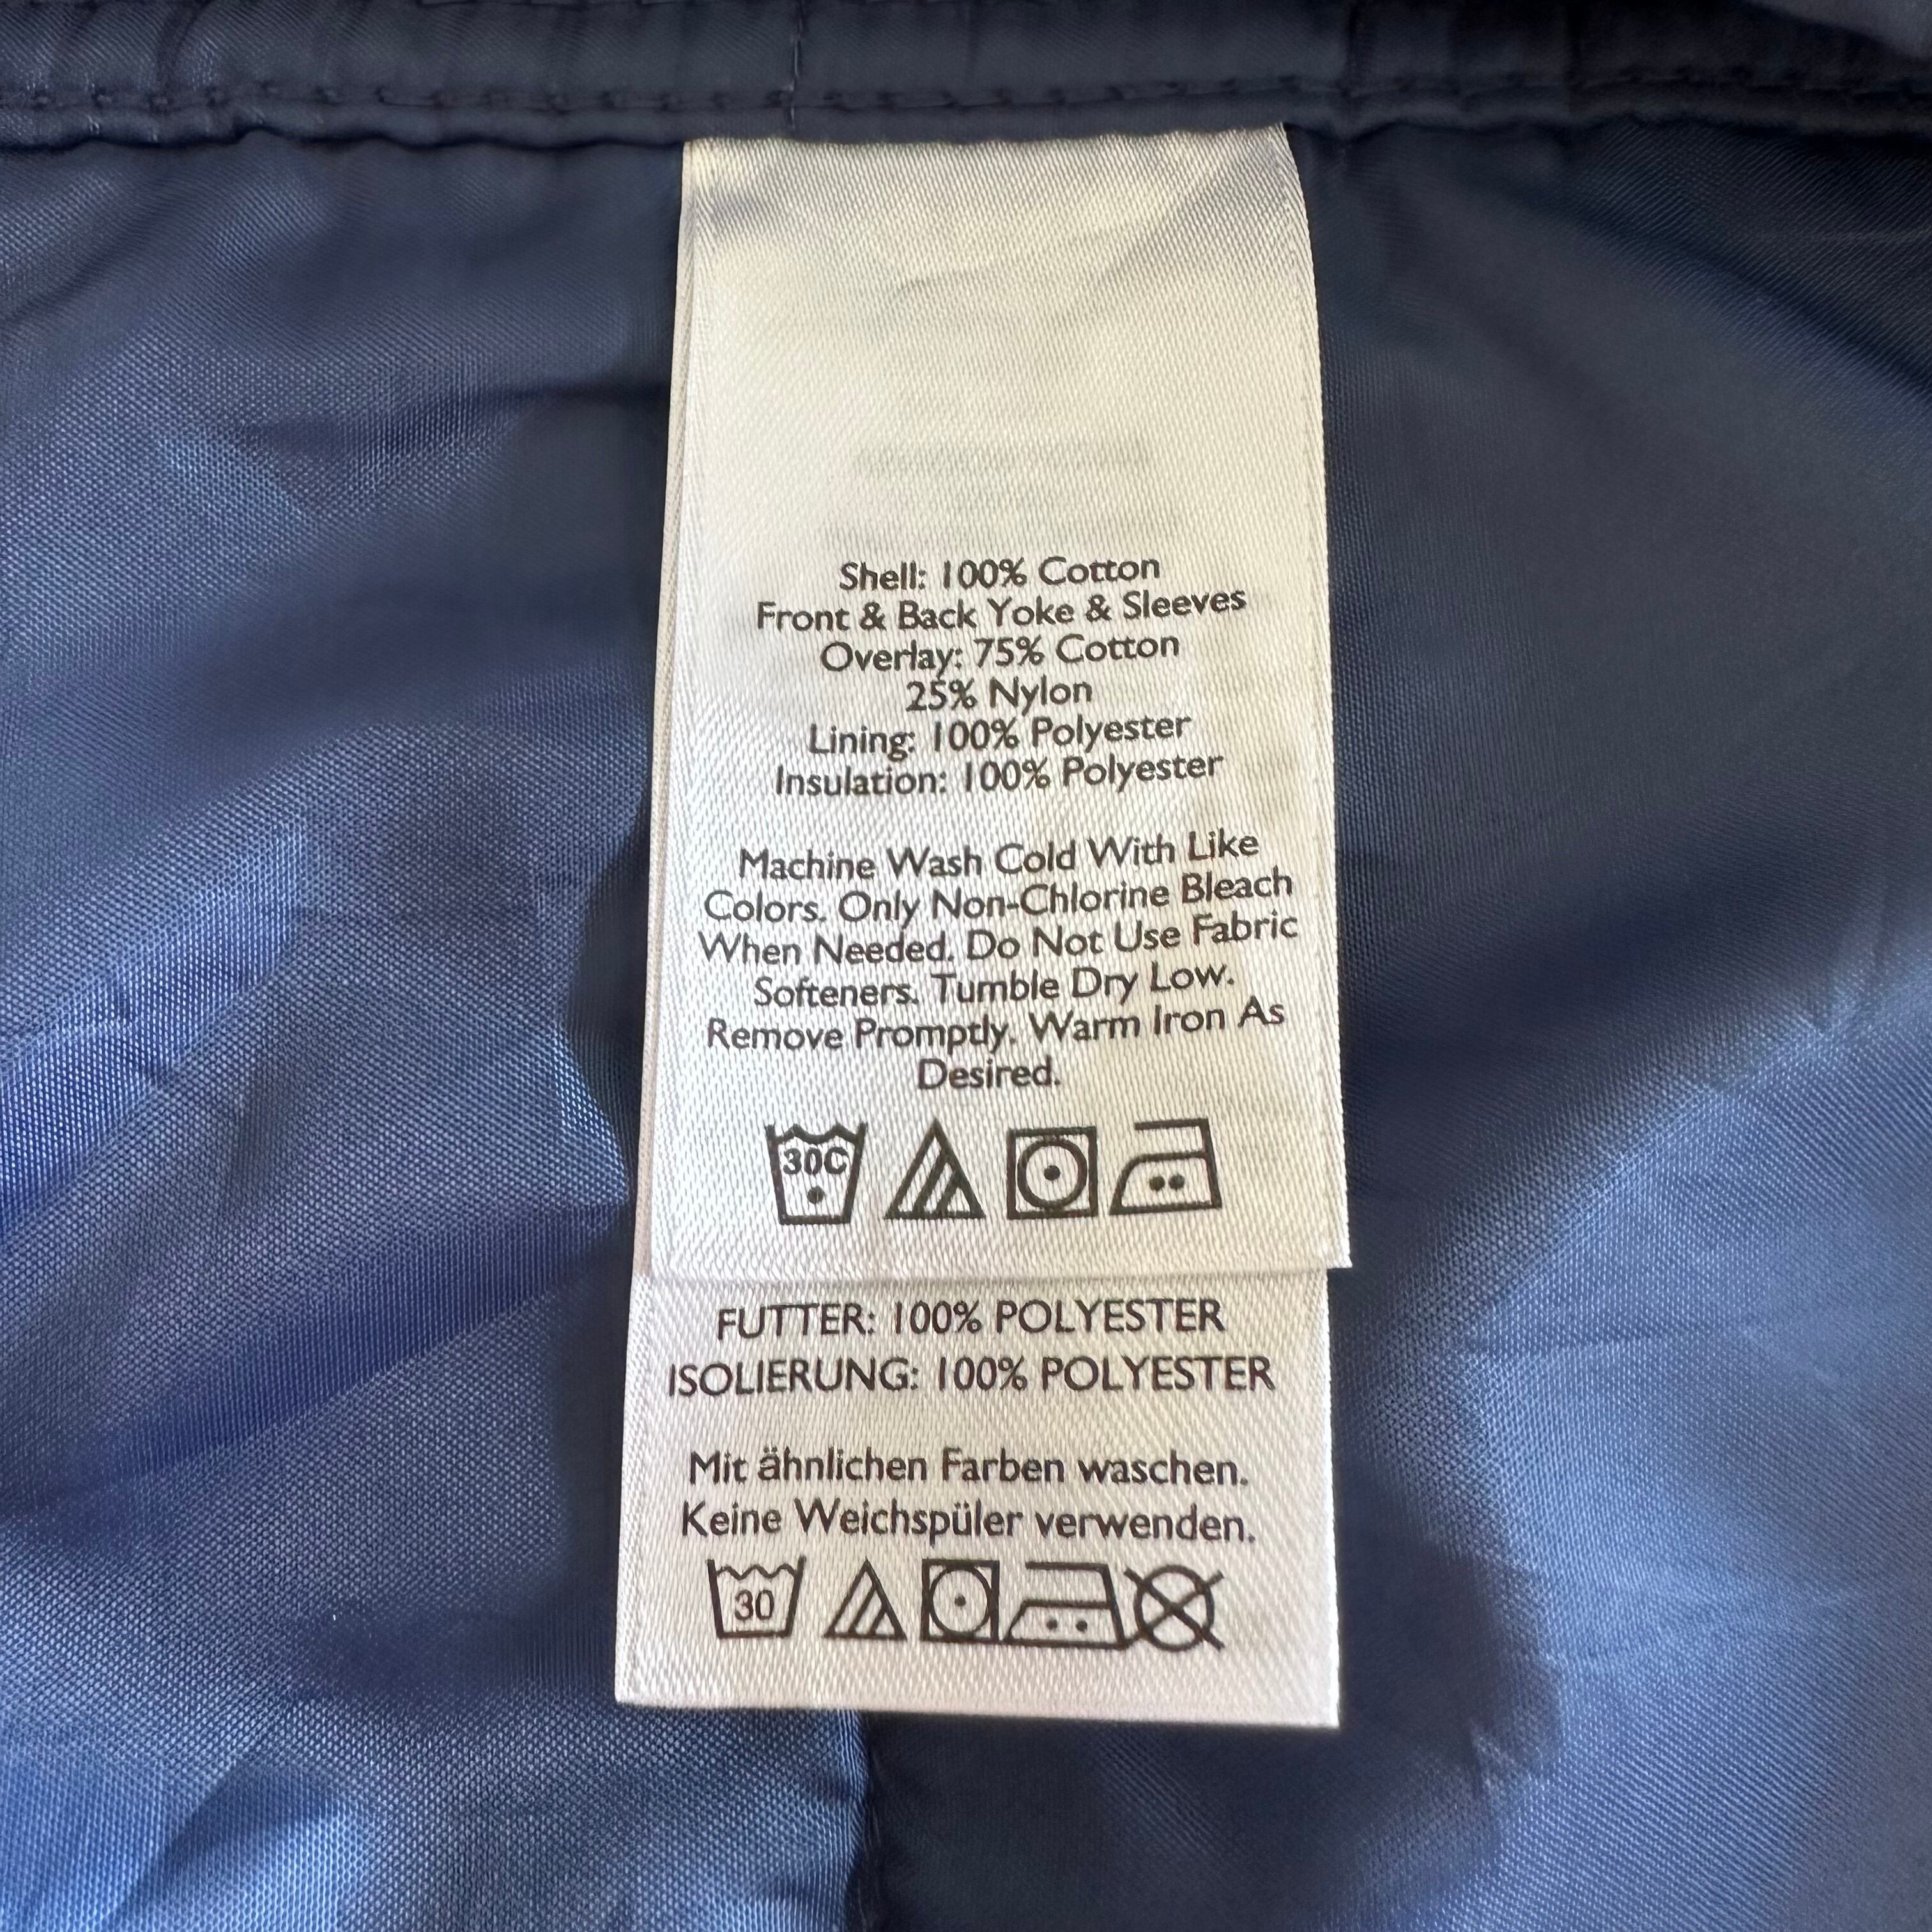 Shell: 100% Cotton
Front & Back Yoke & Sleeves
Overlay: 75% Cotton
25% Nylon
Lining: 100% Polyester
Insulation: 100% Polyester
Machine Wash Cold With Like
Colors. Only Non-Chlorine Bleach
When Needed. Do Not Use Fabric
Softeners. Tumble Dry Low.
Remove Promptly. Warm Iron As
Desired.
30C
FUTTER: 100% POLYESTER
ISOLIERUNG: 100% POLYESTER
Mit ähnlichen Farben waschen.
Keine Weichspüler verwenden.
30